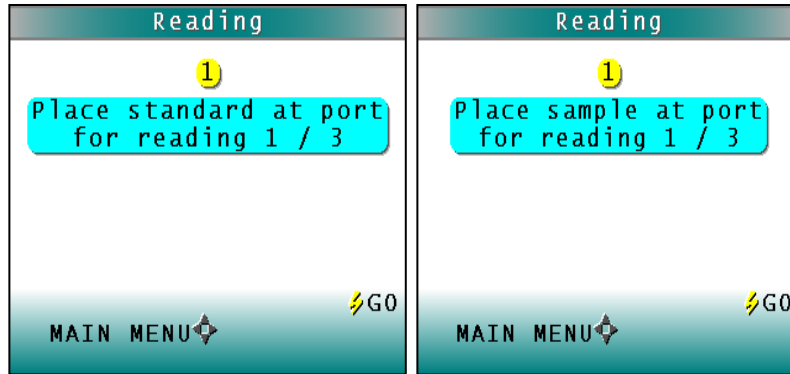 Reading
1
Place standard at port
for reading 1 / 3
GO
MAIN MENU
Reading
1
Place sample at port
for reading 1 / 3
GO
MAIN MENU